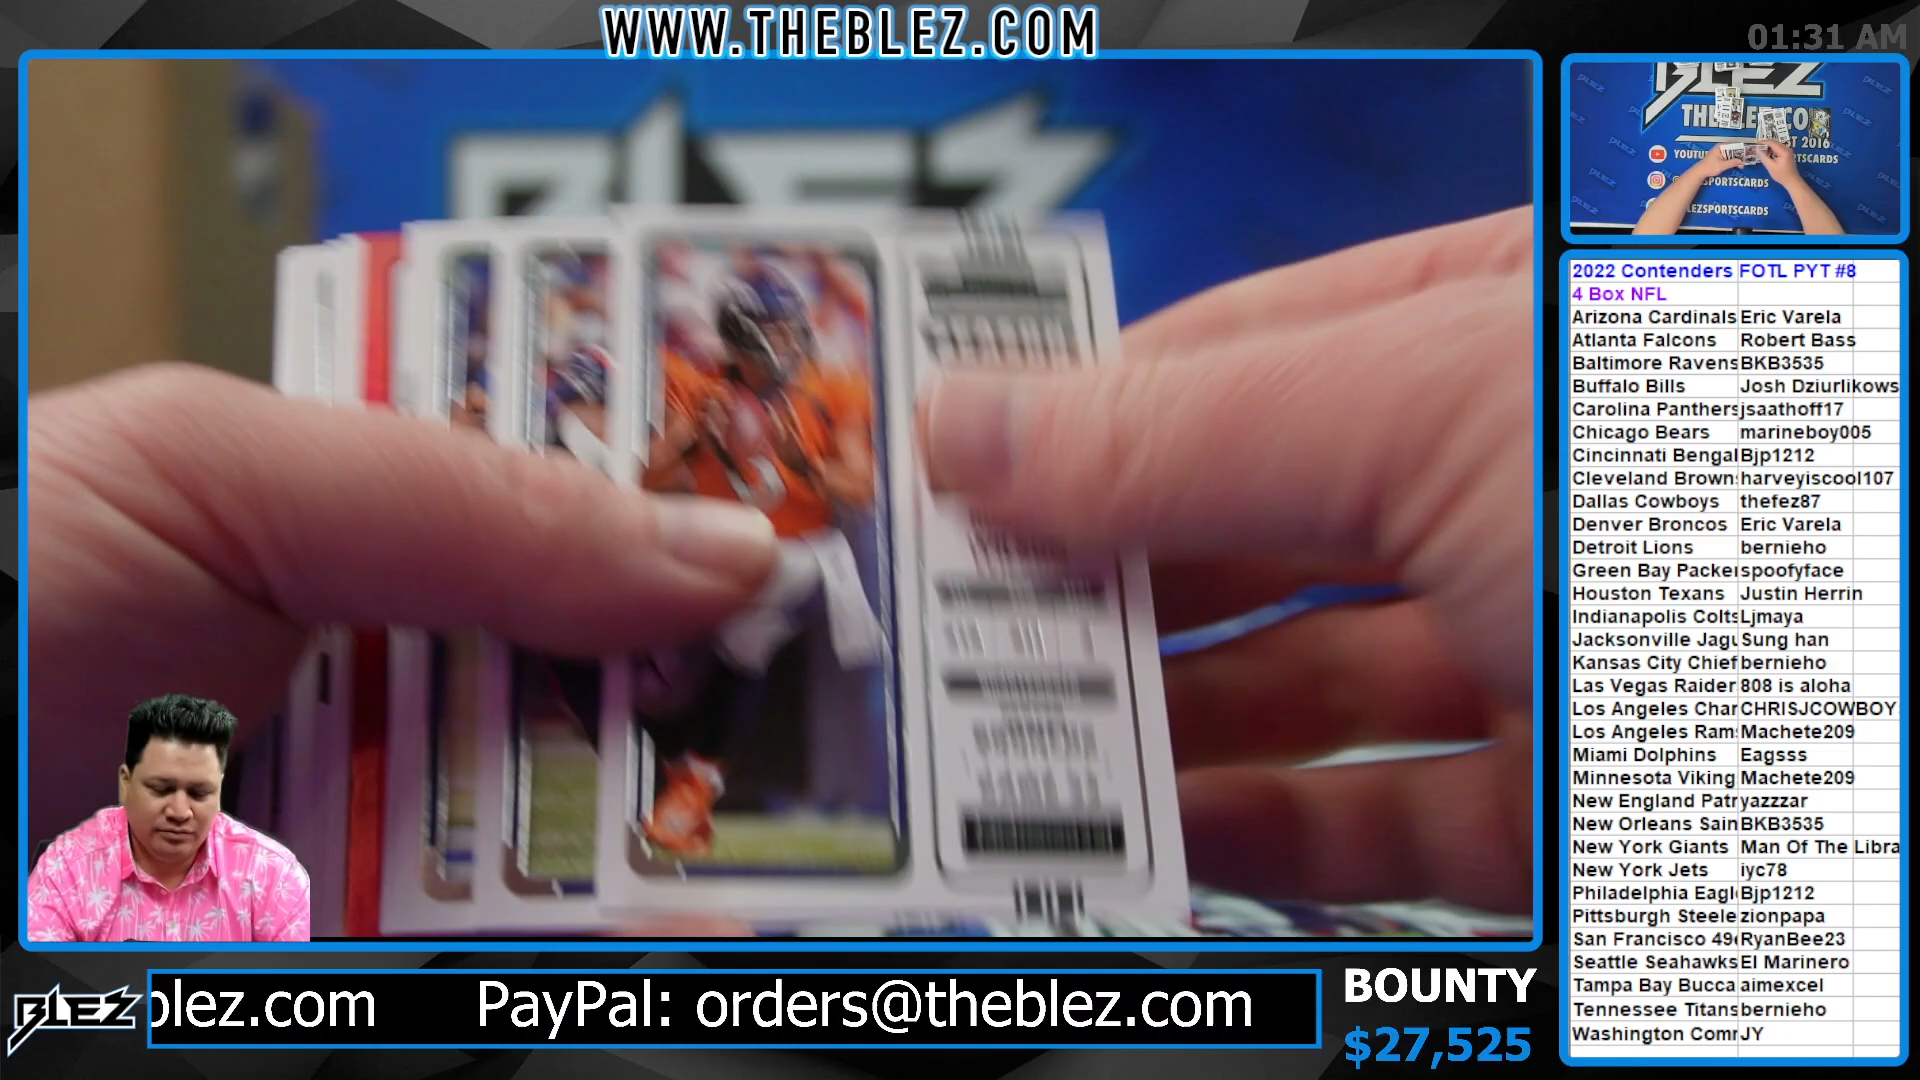 WWW.THEBLEZ.COM
01:31 AM
BLEZ
BLEZ
2022 Contenders FOTL PYT #8
4 Box NFL
Arizona Cardinals Eric Varela
Atlanta Falcons Robert Bass
Baltimore Ravens BKB3535
Buffalo Bills Josh Dziurlikows
Carolina Panthers jsaathoff17
Chicago Bears marineboy005
Cincinnati Bengal Bjp1212
Cleveland Brown harveyiscool107
Dallas Cowboys thefez87
Denver Broncos Eric Varela
Detroit Lions bernieho
Green Bay Packer spoofyface
Houston Texans Justin Herrin
Indianapolis Colts Ljmaya
Jacksonville Jagu Sung han
Kansas City Chief bernieho
Las Vegas Raider 808 is aloha
Los Angeles Char CHRISJCOWBOY
Los Angeles Ram Machete209
Miami Dolphins Eagsss
Minnesota Viking Machete209
New England Patr yazzzar
New Orleans Sain BKB3535
New York Giants Man Of The Libra
New York Jets iyc78
Philadelphia Eagl Bjp1212
Pittsburgh Steele zionpapa
San Francisco 49e RyanBee23
Seattle Seahawks El Marinero
Tampa Bay Bucca aimexcel
Tennessee Titans bernieho
Washington Com JY
BLEZ
blez.com PayPal: orders@theblez.com
BOUNTY
$27,525